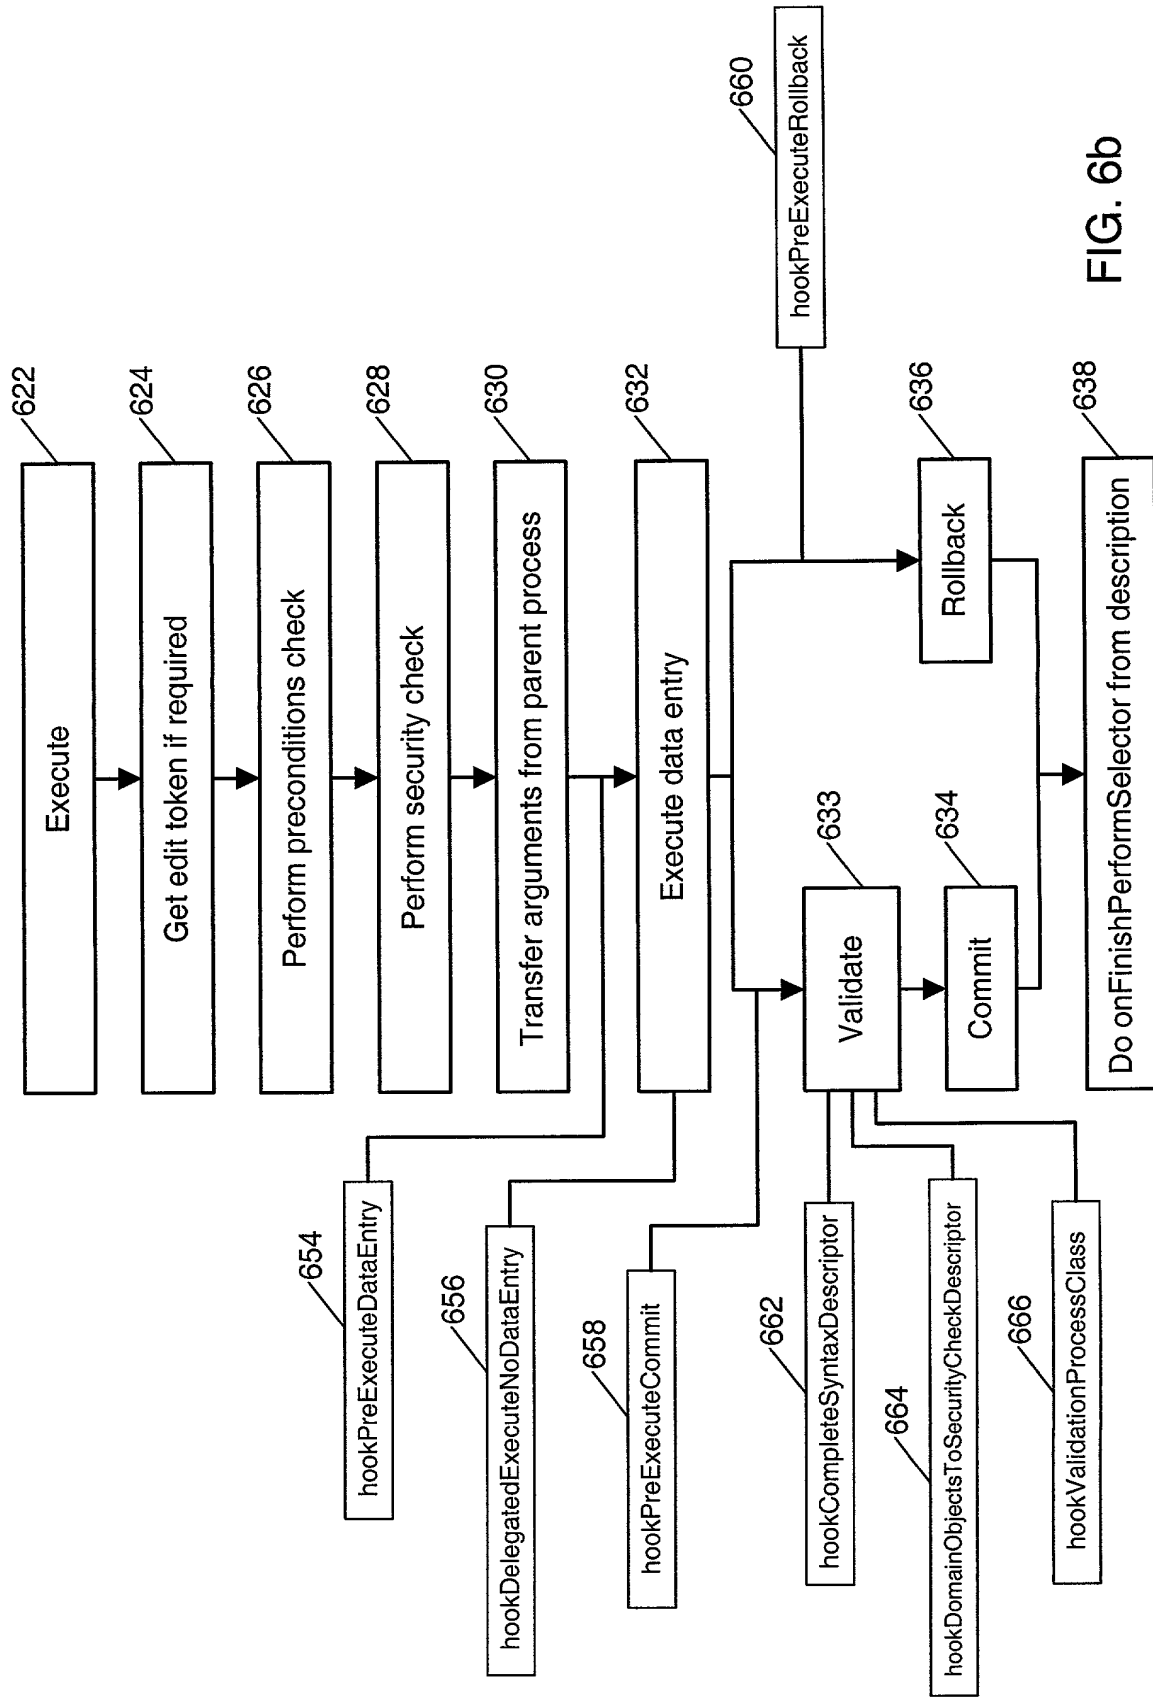 Execute
622
Get edit token if required
624
Perform preconditions check
626
Perform security check
628
Transfer arguments from parent process
630
hookPreExecuteDataEntry
654
Execute data entry
632
hookDelegatedExecuteNoDataEntry
656
hookPreExecuteCommit
658
hookPreExecuteRollback
660
Validate
633
hookCompleteSyntaxDescriptor
662
hookDomainObjectsToSecurityCheckDescriptor
664
hookValidationProcessClass
666
Commit
634
Rollback
636
Do onFinishPerformSelector from description
638
FIG. 6b